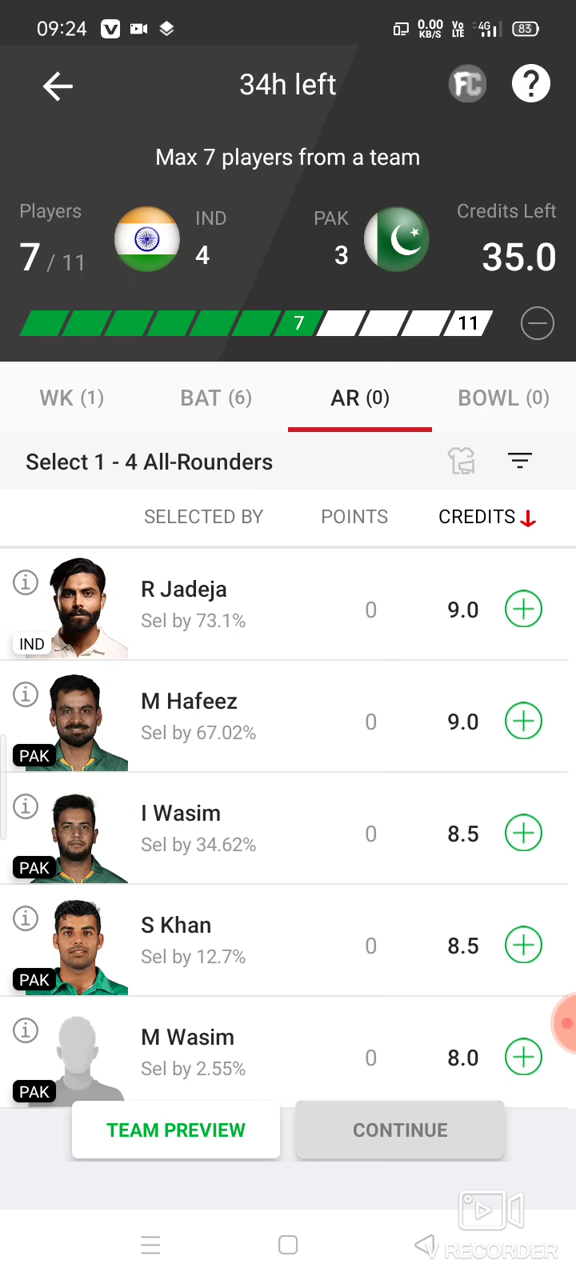 09:24 V 0.00 KB/S Vo LTE 4G 83
34h left FC ?
Max 7 players from a team
Players IND PAK Credits Left
7 / 11 4 3 35.0
7 11
WK (1) BAT (6) AR (0) BOWL (0)
Select 1 - 4 All-Rounders
SELECTED BY POINTS CREDITS
i R Jadeja
Sel by 73.1% 0 9.0
IND
i M Hafeez
Sel by 67.02% 0 9.0
PAK
i I Wasim
Sel by 34.62% 0 8.5
PAK
i S Khan
Sel by 12.7% 0 8.5
PAK
i M Wasim
Sel by 2.55% 0 8.0
PAK
TEAM PREVIEW CONTINUE
V RECORDER